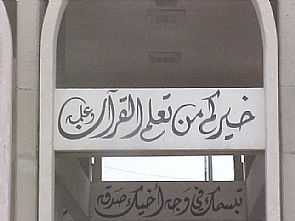 خيركم من تعلم القرآن وعلمه
تبسمك في وجه أخيك صدقة